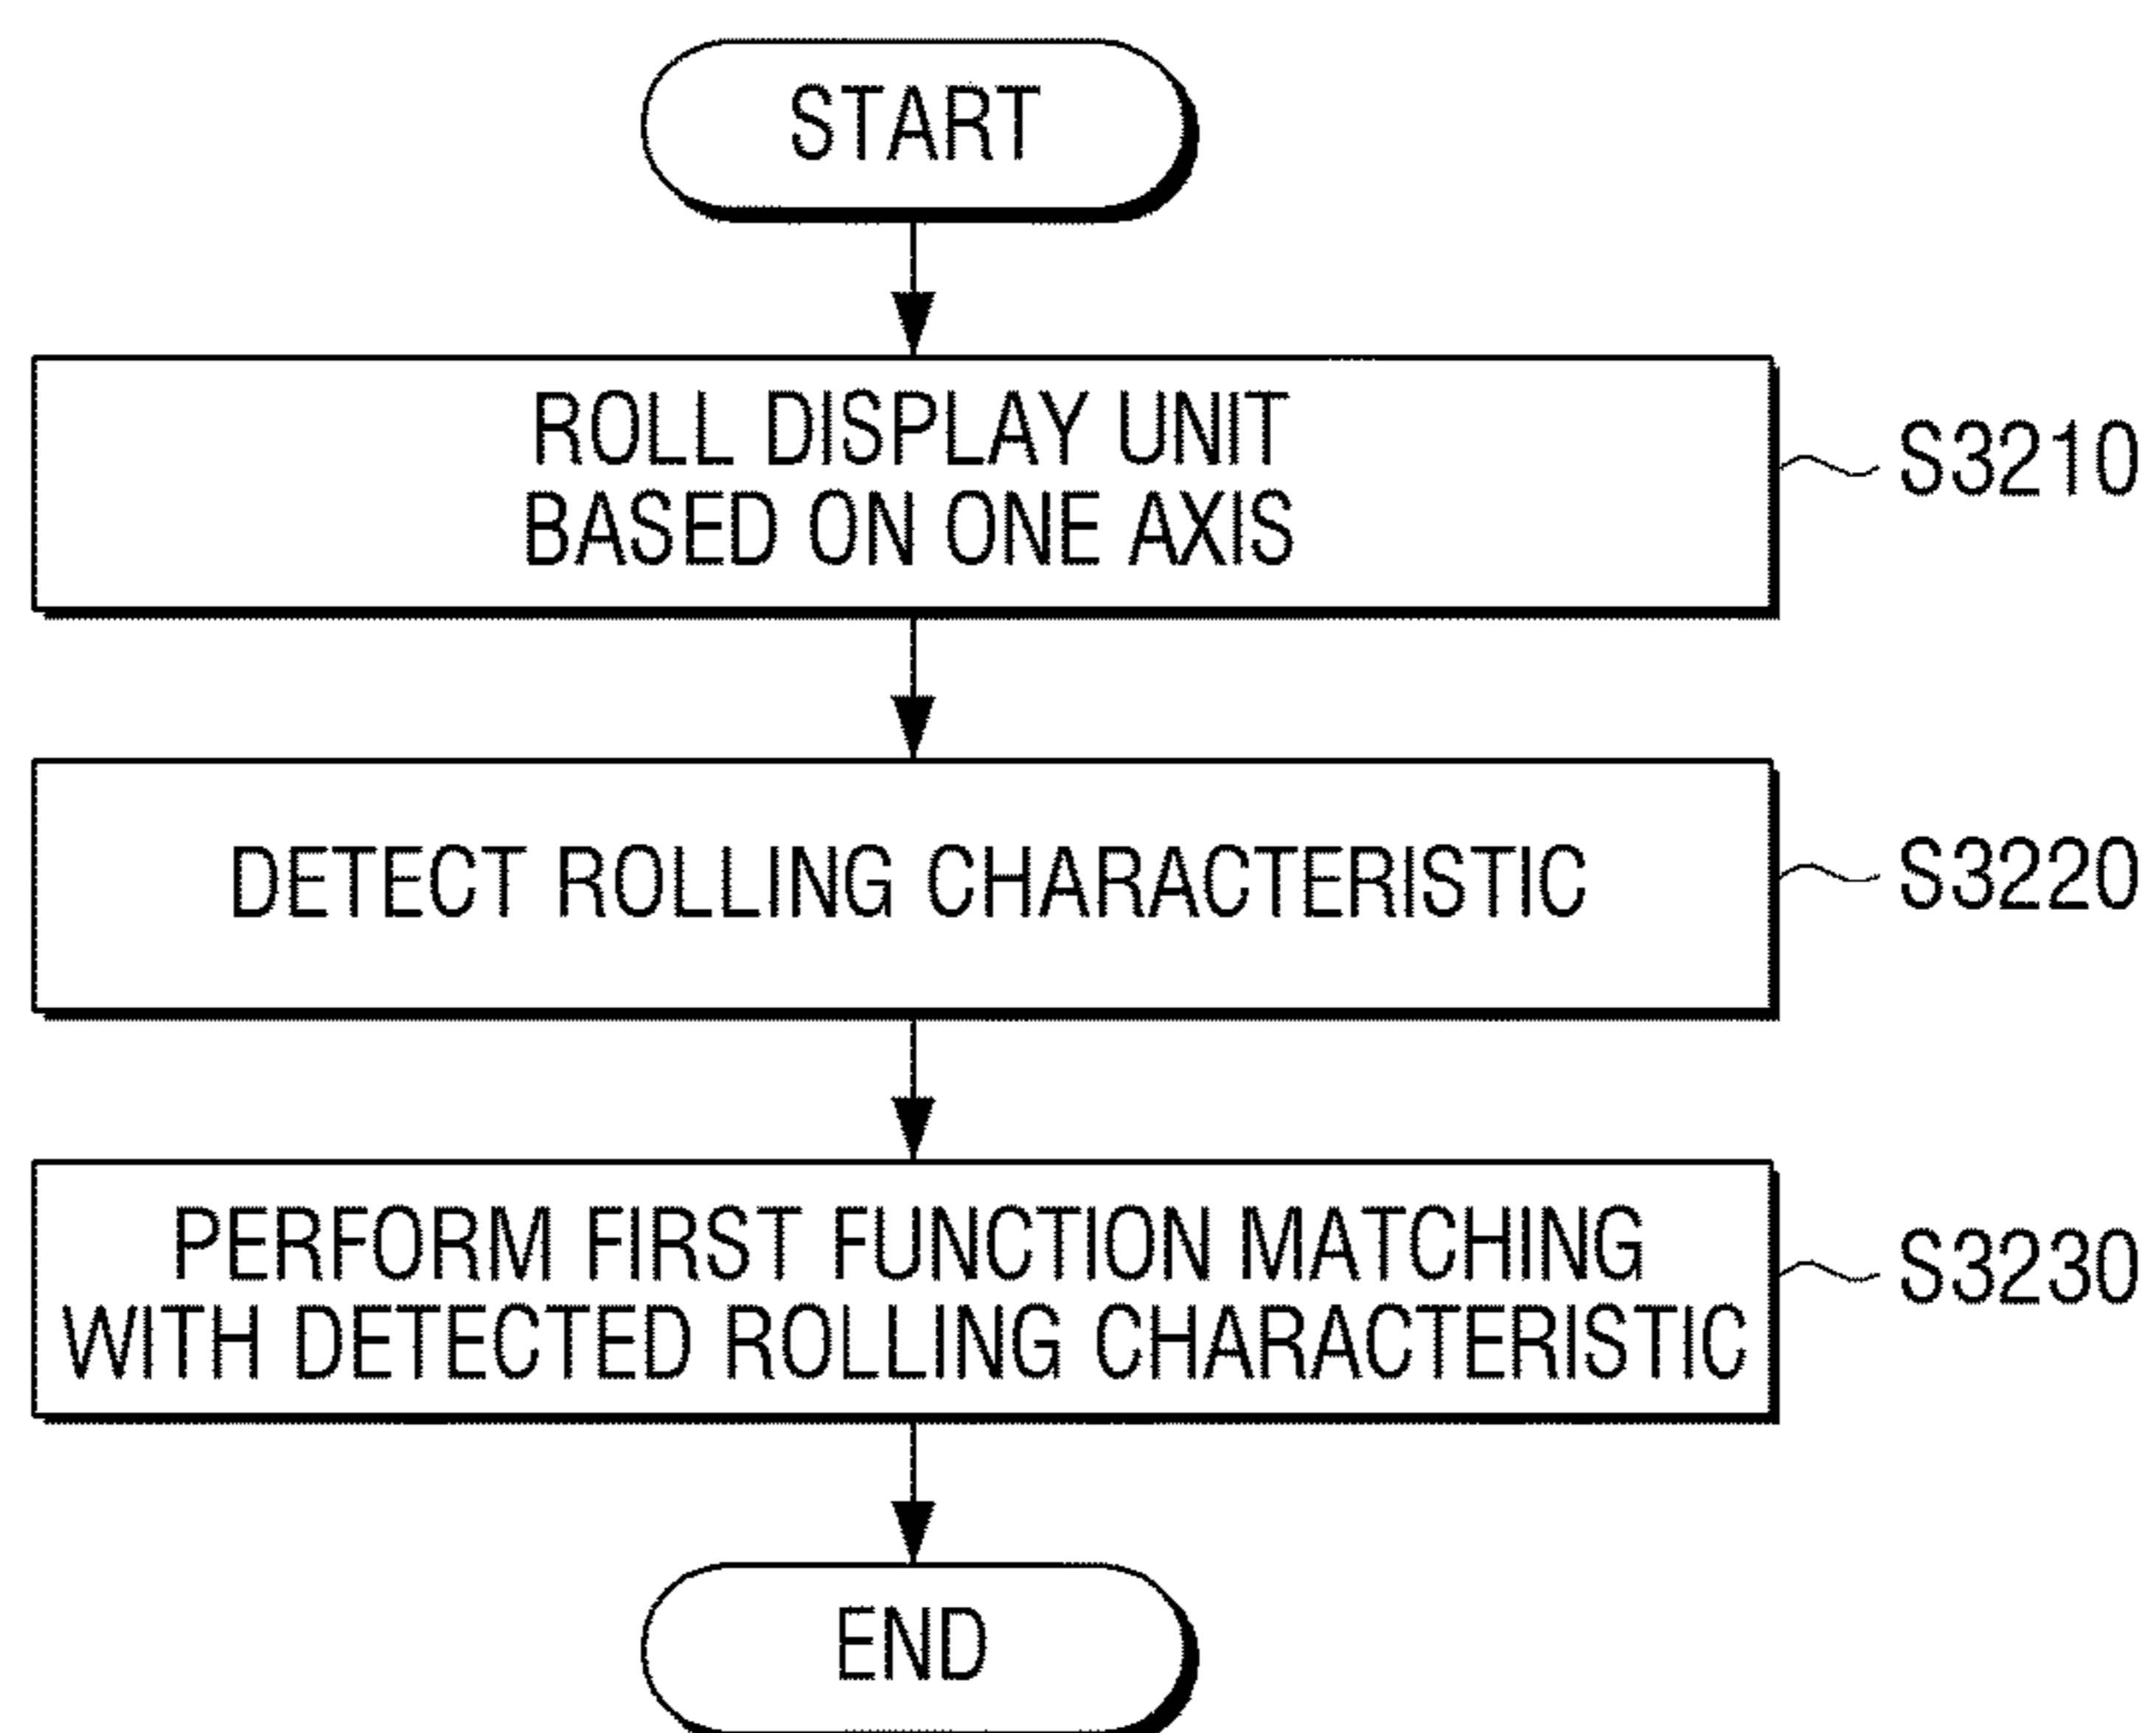 START
ROLL DISPLAY UNIT
BASED ON ONE AXIS
S3210
DETECT ROLLING CHARACTERISTIC
S3220
PERFORM FIRST FUNCTION MATCHING
WITH DETECTED ROLLING CHARACTERISTIC
S3230
END